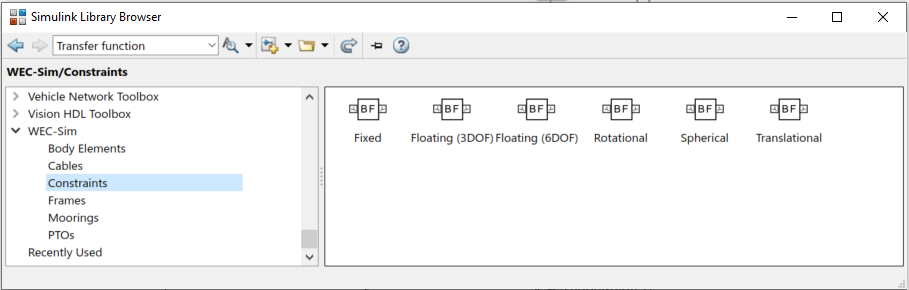 Simulink Library Browser
Transfer function
WEC-Sim/Constraints
Vehicle Network Toolbox
Vision HDL Toolbox
WEC-Sim
Body Elements
Cables
Constraints
Frames
Moorings
PTOs
Recently Used
BF BF BF BF BF BF
Fixed Floating (3DOF) Floating (6DOF) Rotational Spherical Translational